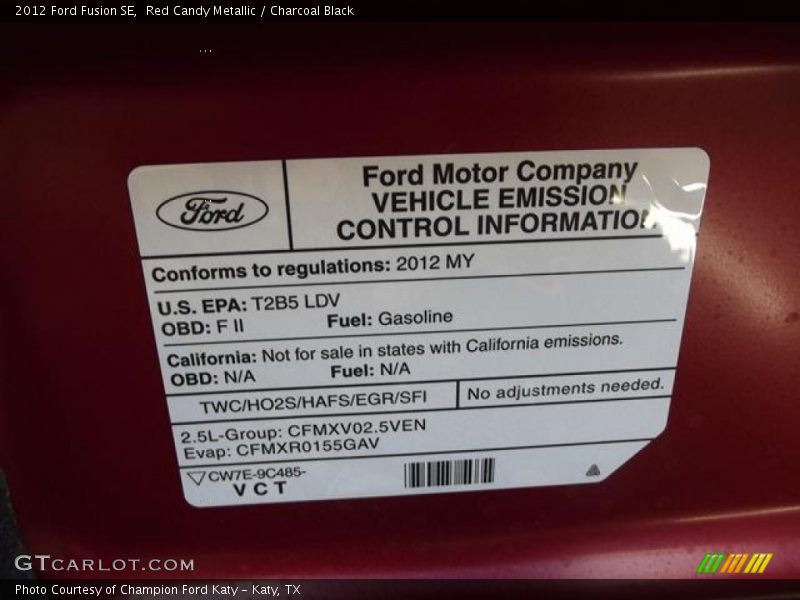 2012 Ford Fusion SE, Red Candy Metallic / Charcoal Black
Ford
Ford Motor Company
VEHICLE EMISSION
CONTROL INFORMATION
Conforms to regulations: 2012 MY
U.S. EPA: T2B5 LDV
OBD: F II Fuel: Gasoline
California: Not for sale in states with California emissions.
OBD: N/A Fuel: N/A
TWC/HO2S/HAFS/EGR/SFI
No adjustments needed.
2.5L-Group: CFMXV02.5VEN
Evap: CFMXR0155GAV
CW7E-9C485-
V C T
GTCARLOT.COM
Photo Courtesy of Champion Ford Katy – Katy, TX